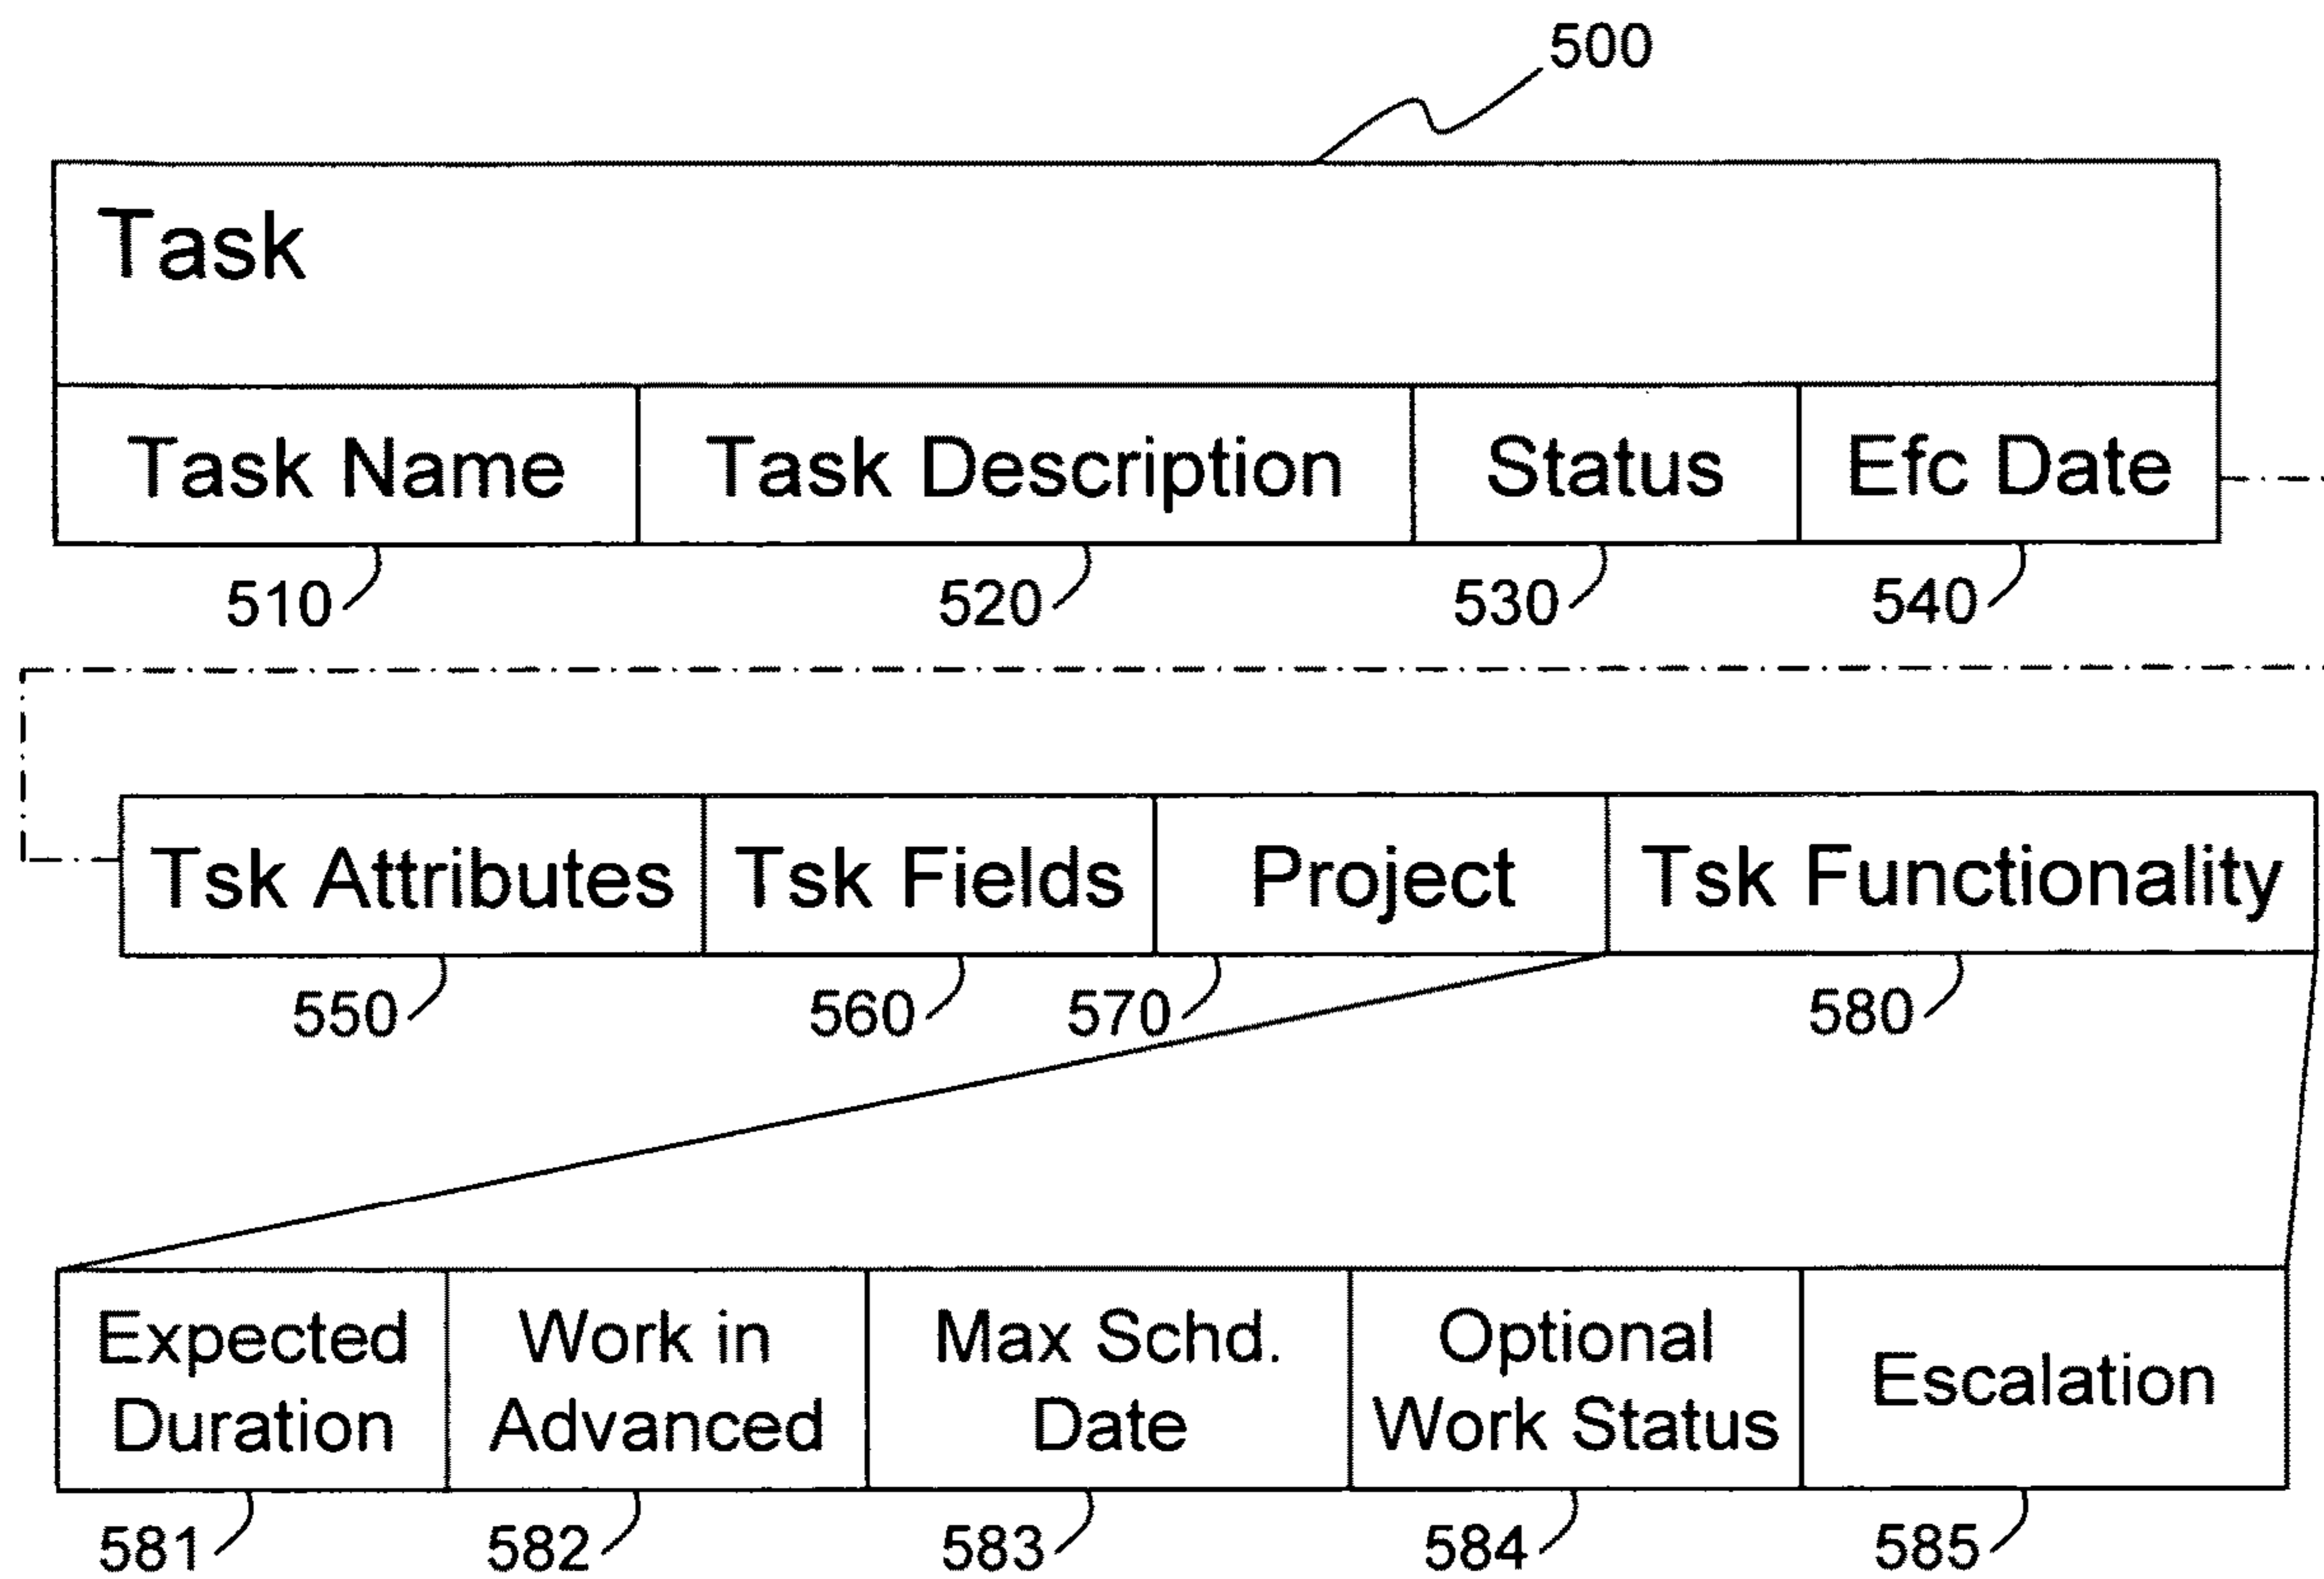 500
Task
Task Name Task Description Status Efc Date
510 520 530 540
Tsk Attributes Tsk Fields Project Tsk Functionality
550 560 570 580
Expected Duration Work in Advanced Max Schd. Date Optional Work Status Escalation
581 582 583 584 585